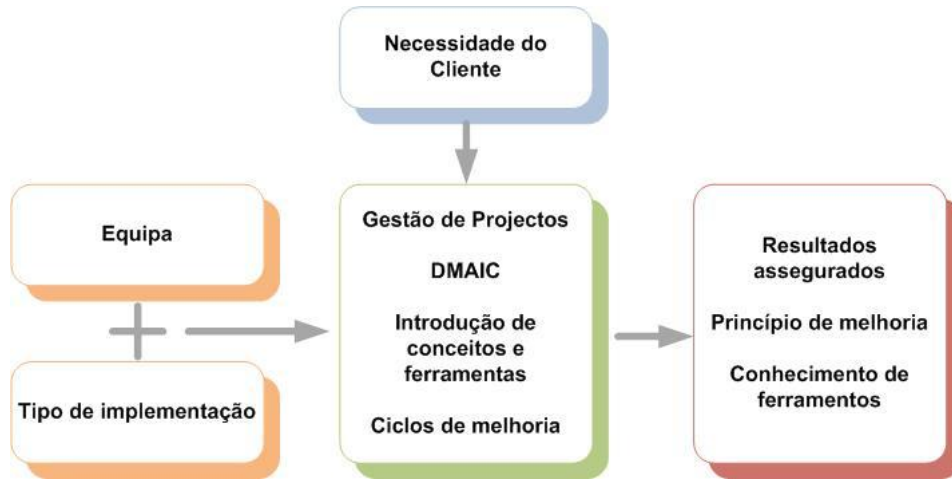 Necessidade do
Cliente
Equipa
Tipo de implementação
Gestão de Projectos
DMAIC
Introdução de
conceitos e
ferramentas
Ciclos de melhoria
Resultados
assegurados
Princípio de melhoria
Conhecimento de
ferramentos